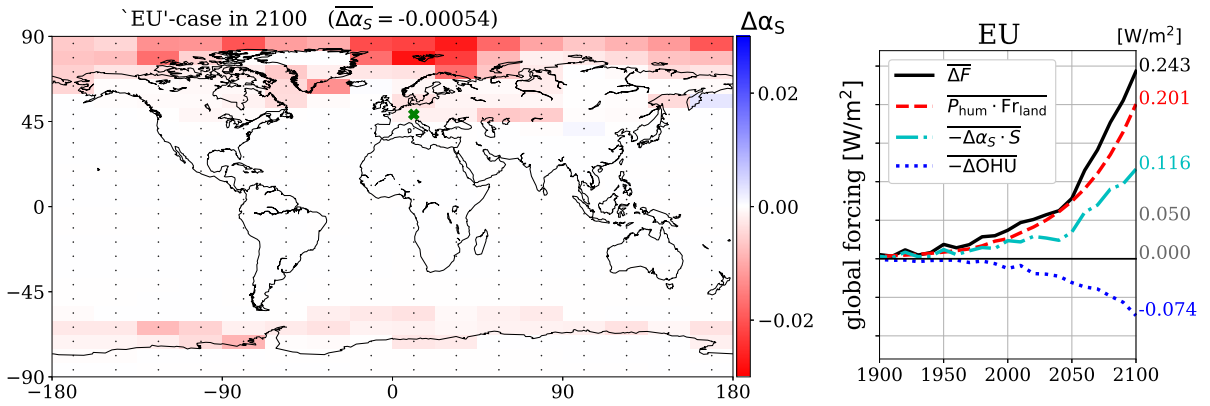 `EU'-case in 2100 (Δα_S = -0.00054)
Δα_S
90
45
0
−45
−90
−180
−90
0
90
180
0.02
0.00
−0.02
EU
[W/m²]
global forcing [W/m²]
ΔF
P_hum · Fr_land
−Δα_S · S
−ΔOHU
0.243
0.201
0.116
0.050
0.000
-0.074
1900
1950
2000
2050
2100